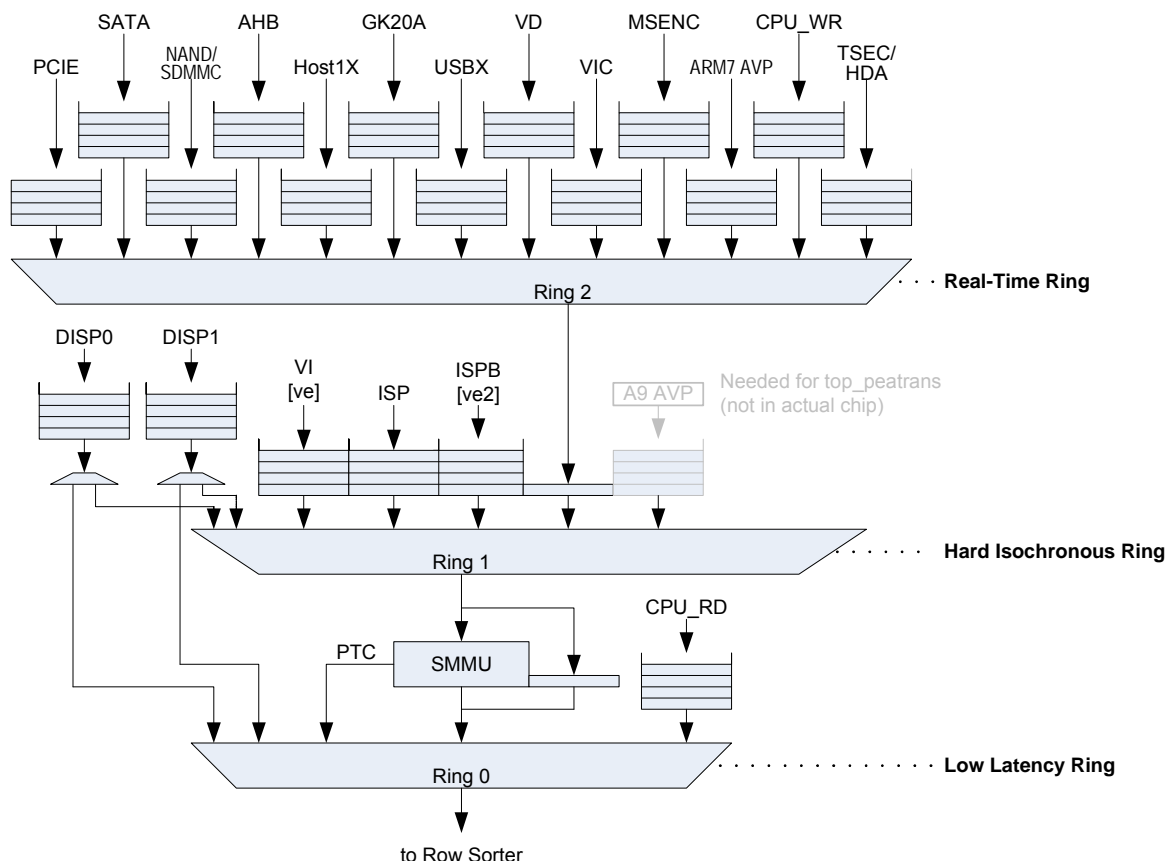 SATA
AHB
GK20A
VD
MSENC
CPU_WR
PCIE
NAND/
SDMMC
Host1X
USBX
VIC
ARM7 AVP
TSEC/
HDA
Ring 2
Real-Time Ring
DISP0
DISP1
VI
[ve]
ISP
ISPB
[ve2]
A9 AVP
Needed for top_peatrans
(not in actual chip)
Ring 1
Hard Isochronous Ring
CPU_RD
PTC
SMMU
Ring 0
Low Latency Ring
to Row Sorter